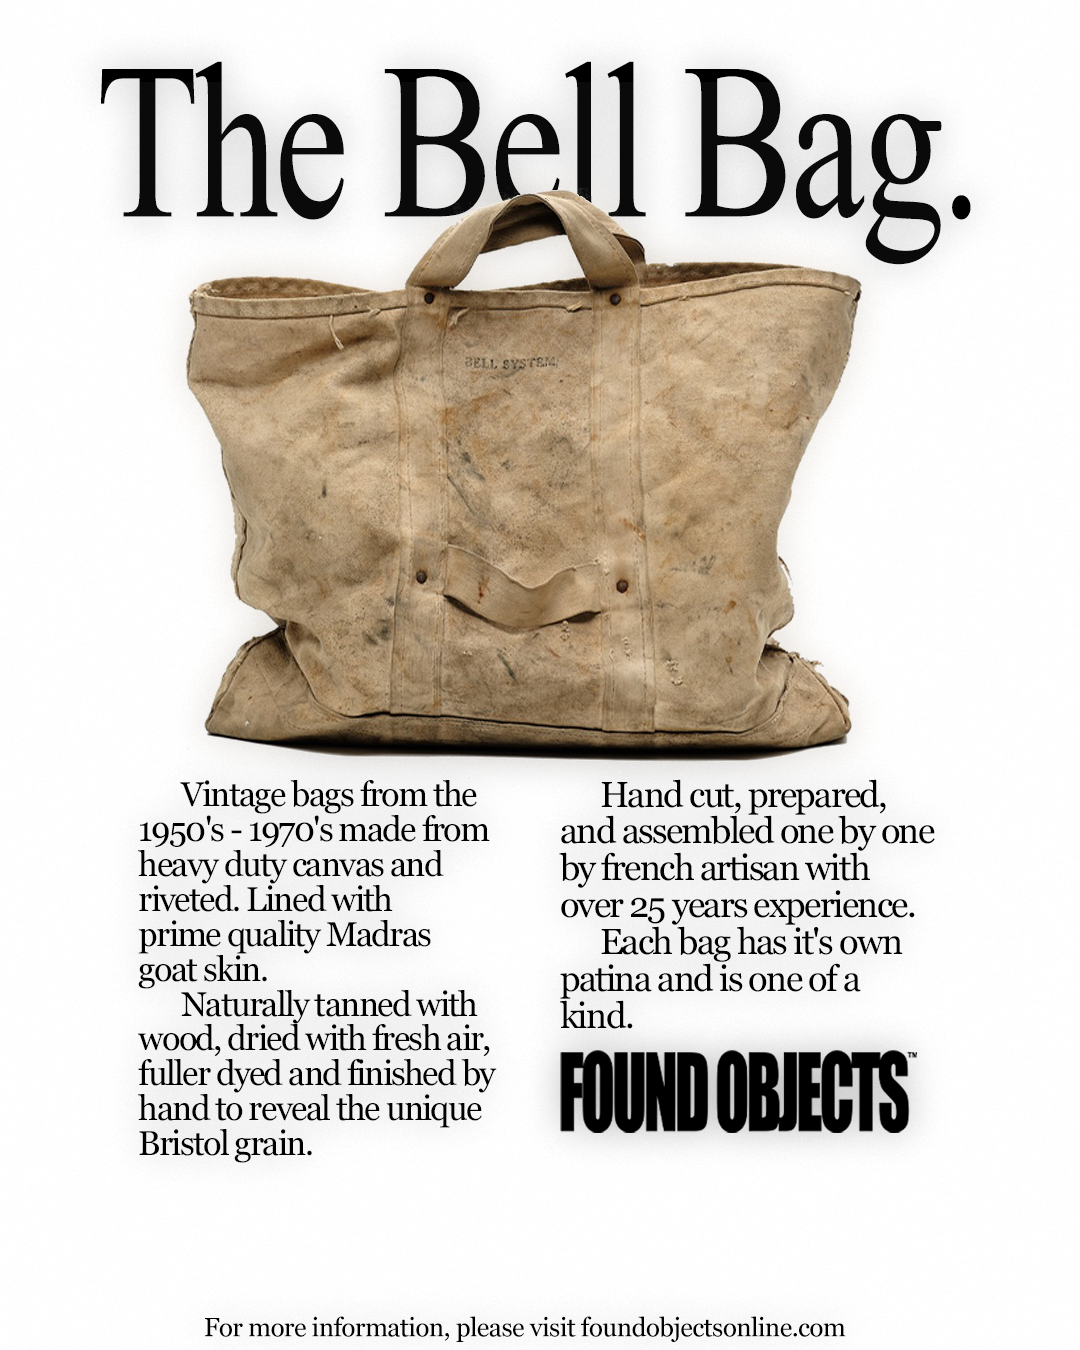 The Bell Bag.
BELL SYSTEM
Vintage bags from the
1950's - 1970's made from
heavy duty canvas and
riveted. Lined with
prime quality Madras
goat skin.
Naturally tanned with
wood, dried with fresh air,
fuller dyed and finished by
hand to reveal the unique
Bristol grain.
Hand cut, prepared,
and assembled one by one
by french artisan with
over 25 years experience.
Each bag has it's own
patina and is one of a
kind.
FOUND OBJECTS™
For more information, please visit foundobjectsonline.com